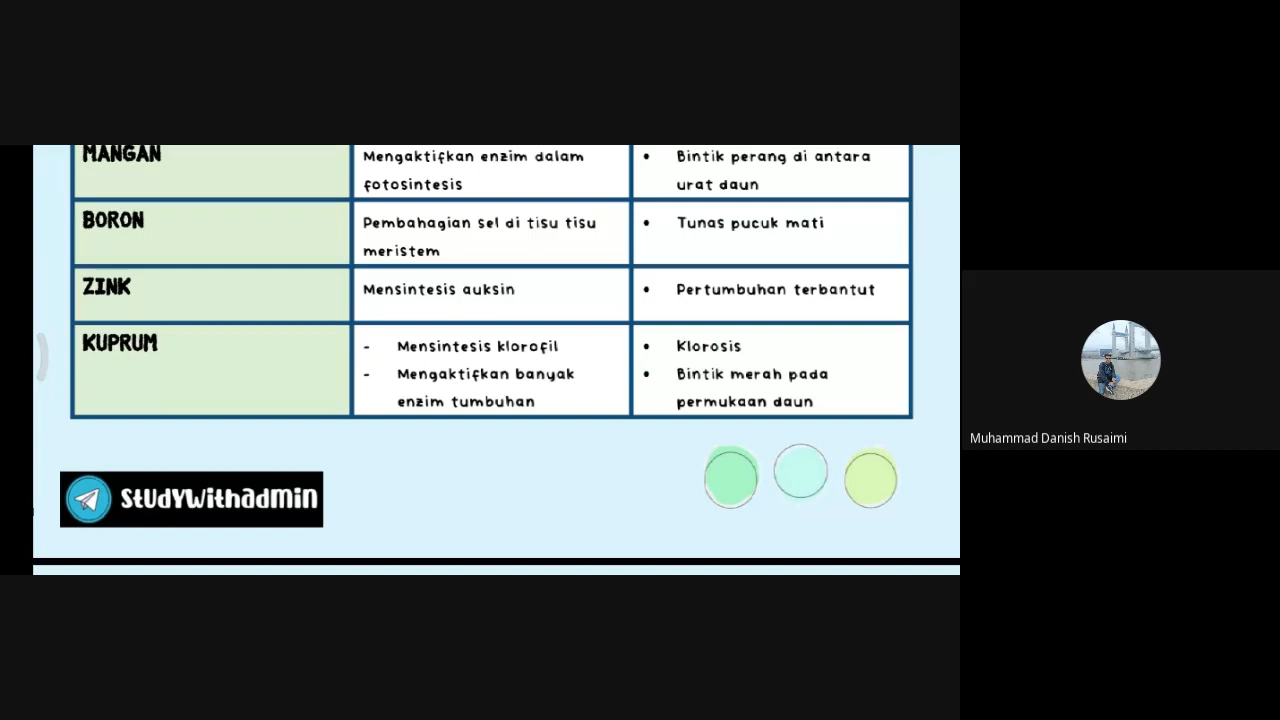 MANGAN
Mengaktifkan enzim dalam
fotosintesis
• Bintik perang di antara
urat daun
BORON
Pembahagian sel di tisu tisu
meristem
• Tunas pucuk mati
ZINK
Mensintesis auksin
• Pertumbuhan terbantut
KUPRUM
- Mensintesis klorofil
- Mengaktifkan banyak
enzim tumbuhan
• Klorosis
• Bintik merah pada
permukaan daun
studywithadmin
Muhammad Danish Rusaimi